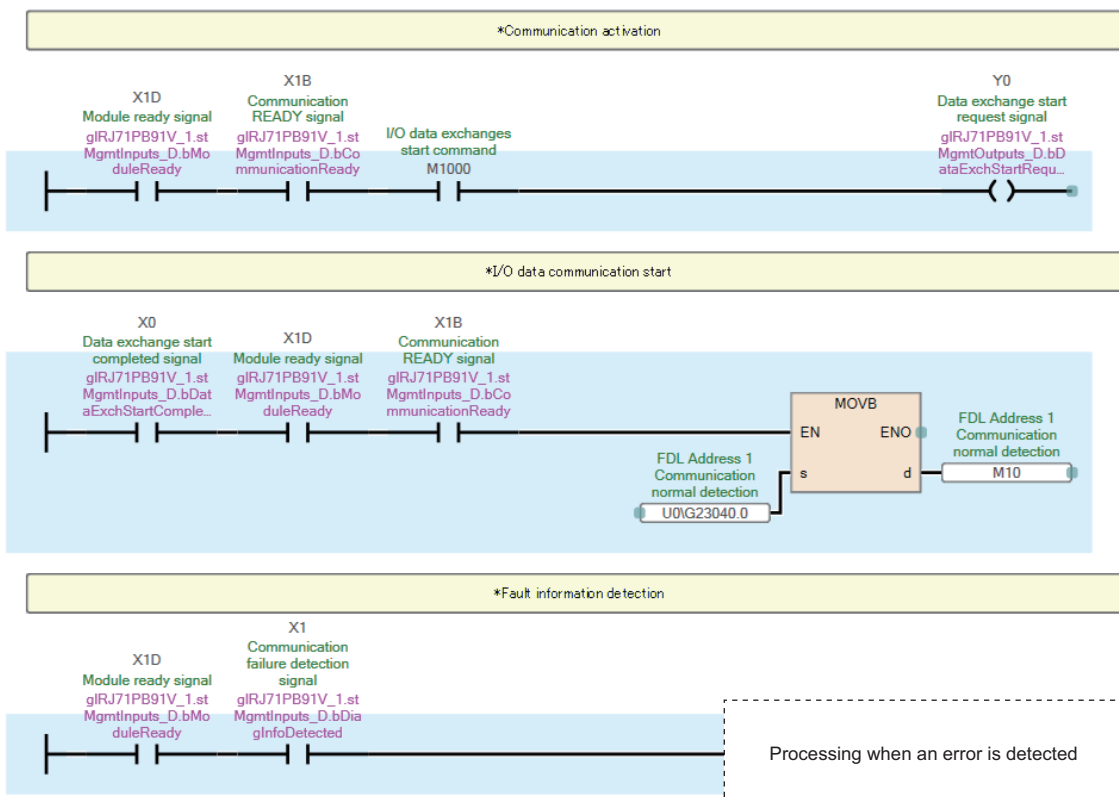 *Communication activation
X1D
Module ready signal
gIRJ71PB91V_1.st
MgmtInputs_D.bMo
duleReady
X1B
Communication
READY signal
gIRJ71PB91V_1.st
MgmtInputs_D.bCo
mmunicationReady
I/O data exchanges
start command
M1000
Y0
Data exchange start
request signal
gIRJ71PB91V_1.st
MgmtOutputs_D.bD
ataExchStartRequ...
*I/O data communication start
X0
Data exchange start
completed signal
gIRJ71PB91V_1.st
MgmtInputs_D.bDat
aExchStartComple...
X1D
Module ready signal
gIRJ71PB91V_1.st
MgmtInputs_D.bMo
duleReady
X1B
Communication
READY signal
gIRJ71PB91V_1.st
MgmtInputs_D.bCo
mmunicationReady
MOVB
EN ENO
s d
FDL Address 1
Communication
normal detection
U0\G23040.0
FDL Address 1
Communication
normal detection
M10
*Fault information detection
X1D
Module ready signal
gIRJ71PB91V_1.st
MgmtInputs_D.bMo
duleReady
X1
Communication
failure detection
signal
gIRJ71PB91V_1.st
MgmtInputs_D.bDia
gInfoDetected
Processing when an error is detected